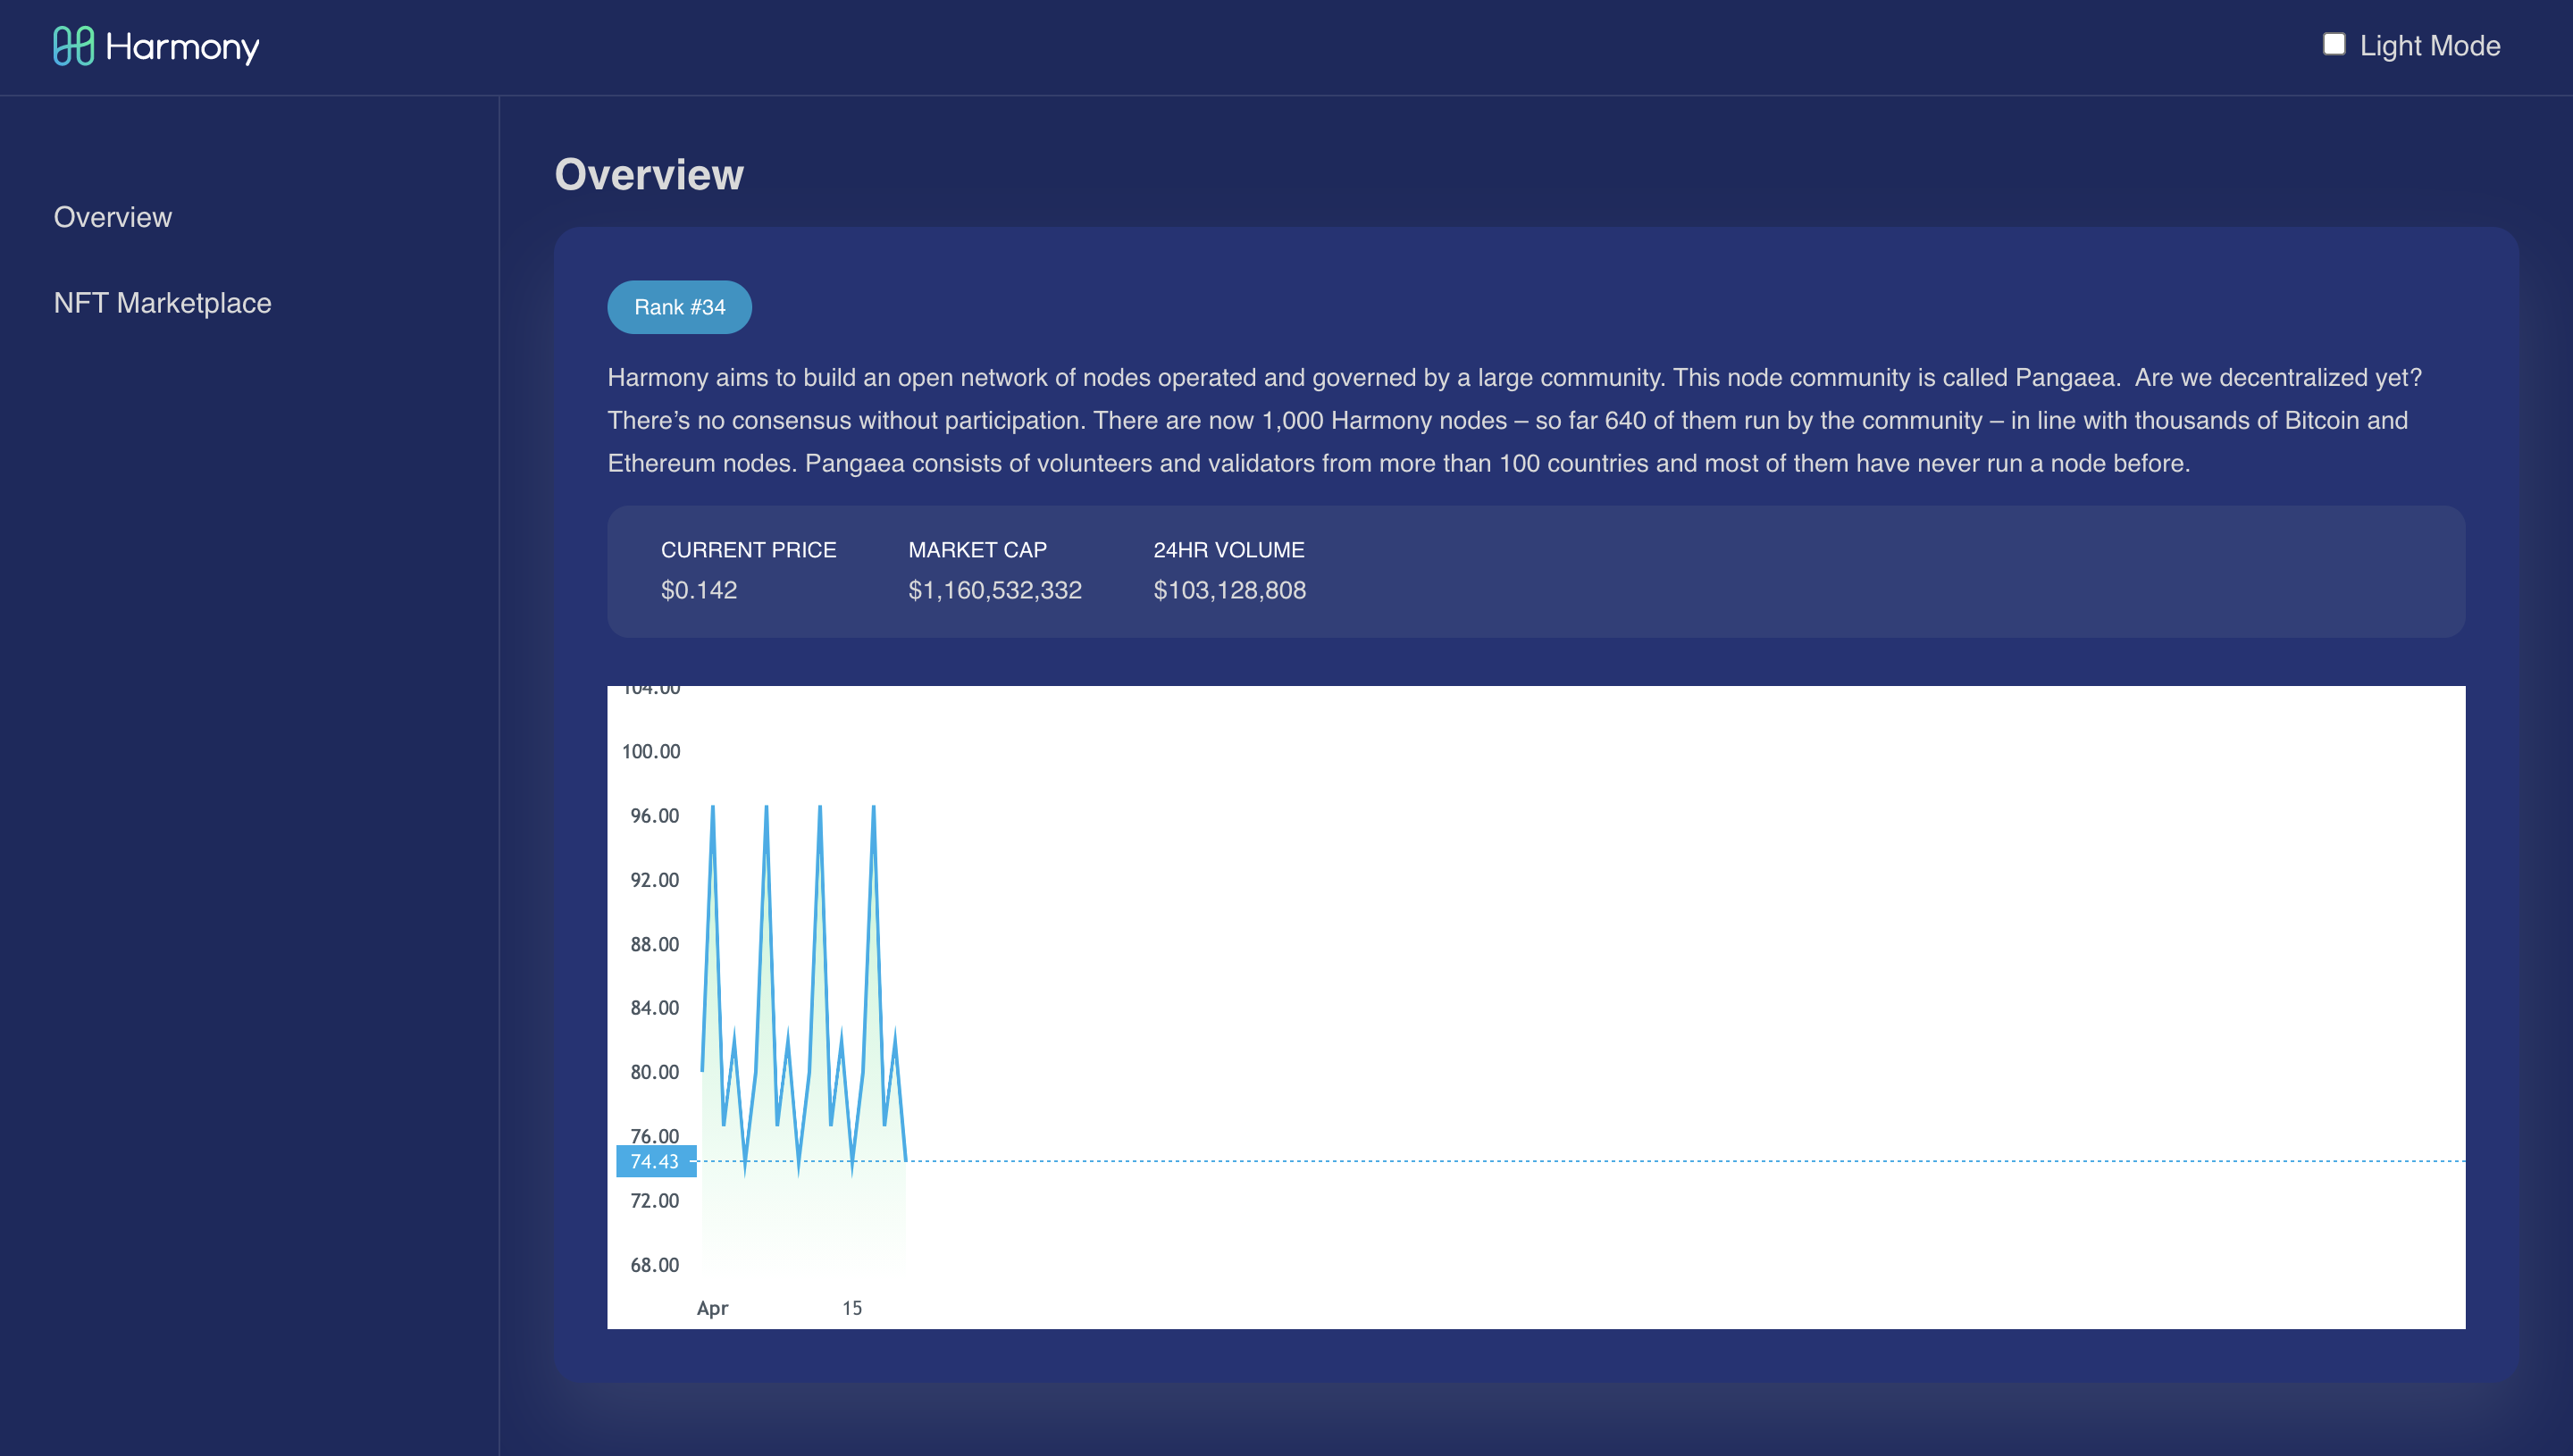 Harmony
Light Mode
Overview
NFT Marketplace
Overview
Rank #34
Harmony aims to build an open network of nodes operated and governed by a large community. This node community is called Pangaea.  Are we decentralized yet?
There’s no consensus without participation. There are now 1,000 Harmony nodes – so far 640 of them run by the community – in line with thousands of Bitcoin and
Ethereum nodes. Pangaea consists of volunteers and validators from more than 100 countries and most of them have never run a node before.
CURRENT PRICE MARKET CAP 24HR VOLUME
$0.142 $1,160,532,332 $103,128,808
104.00
100.00
96.00
92.00
88.00
84.00
80.00
76.00
74.43
72.00
68.00
Apr 15